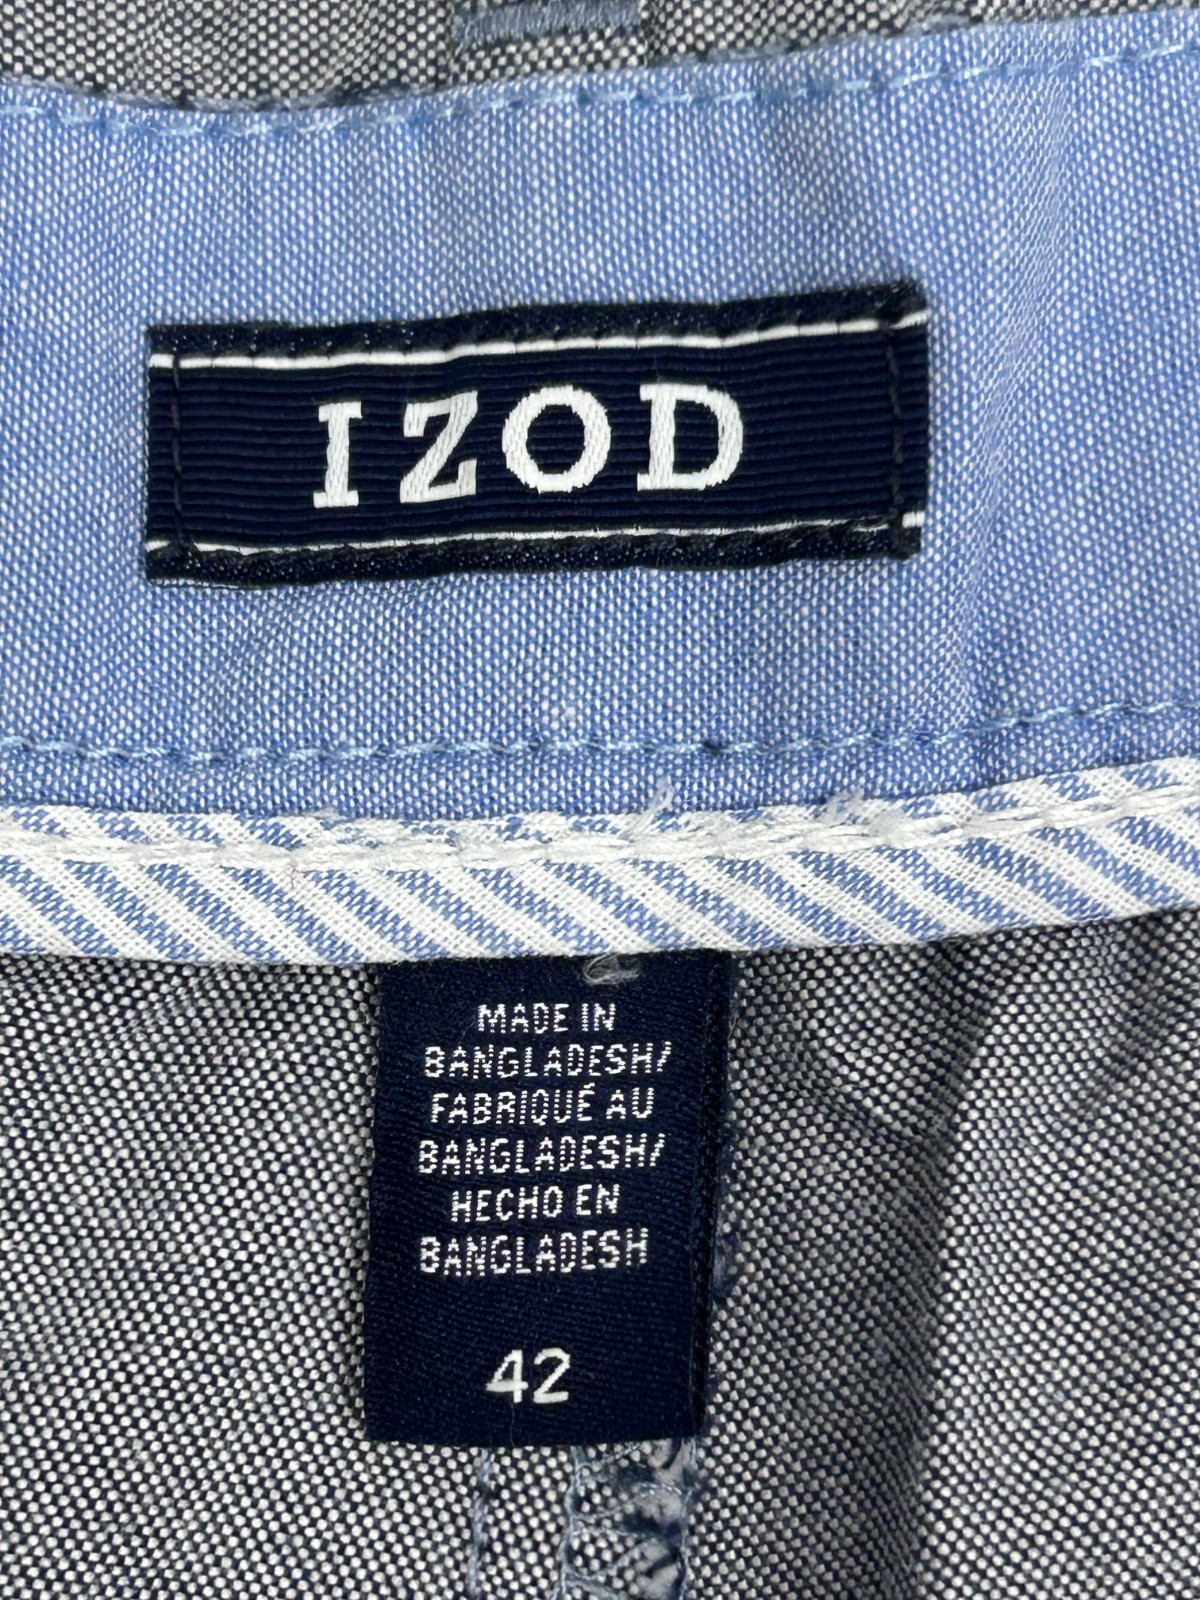 IZOD
MADE IN
BANGLADESH/
FABRIQUÉ AU
BANGLADESH/
HECHO EN
BANGLADESH
42